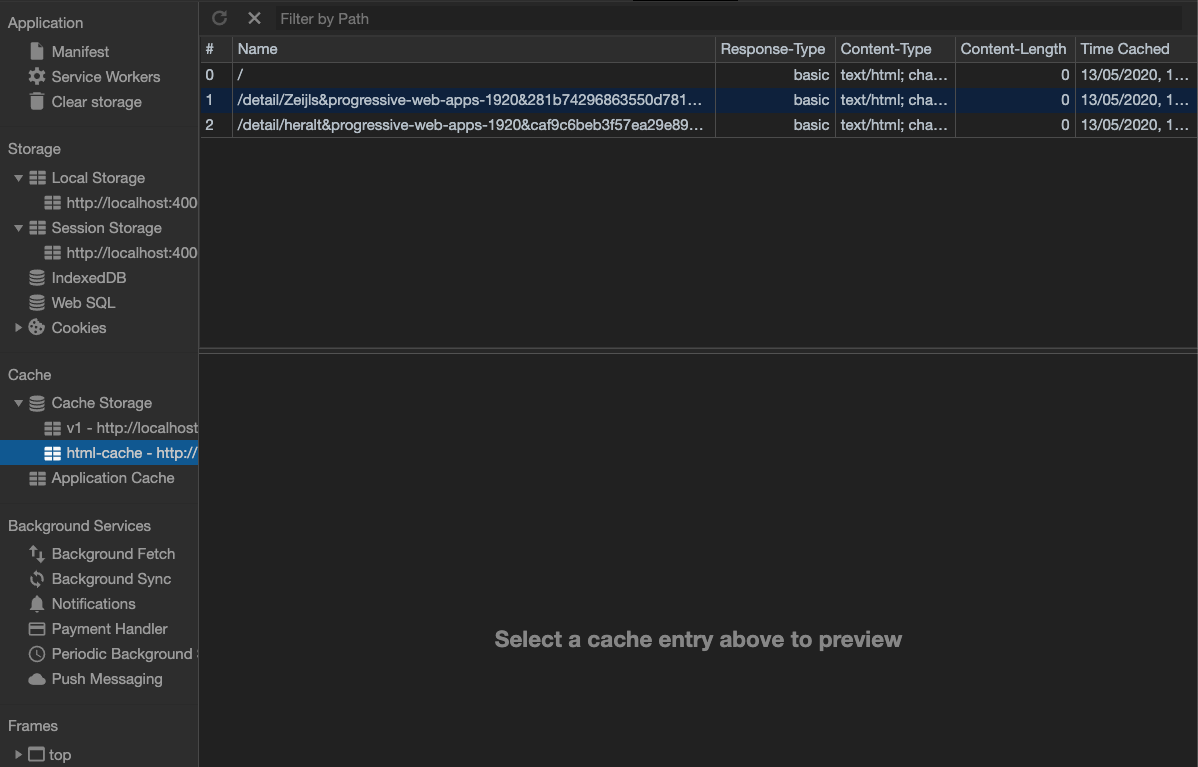 Application
Manifest
Service Workers
Clear storage
Storage
Local Storage
http://localhost:400
Session Storage
http://localhost:400
IndexedDB
Web SQL
Cookies
Cache
Cache Storage
v1 - http://localhost
html-cache - http://
Application Cache
Background Services
Background Fetch
Background Sync
Notifications
Payment Handler
Periodic Background
Push Messaging
Frames
top
Filter by Path
# Name Response-Type Content-Type Content-Length Time Cached
0 / basic text/html; cha… 0 13/05/2020, 1…
1 /detail/Zeijls&progressive-web-apps-1920&281b74296863550d781… basic text/html; cha… 0 13/05/2020, 1…
2 /detail/heralt&progressive-web-apps-1920&caf9c6beb3f57ea29e89… basic text/html; cha… 0 13/05/2020, 1…
Select a cache entry above to preview